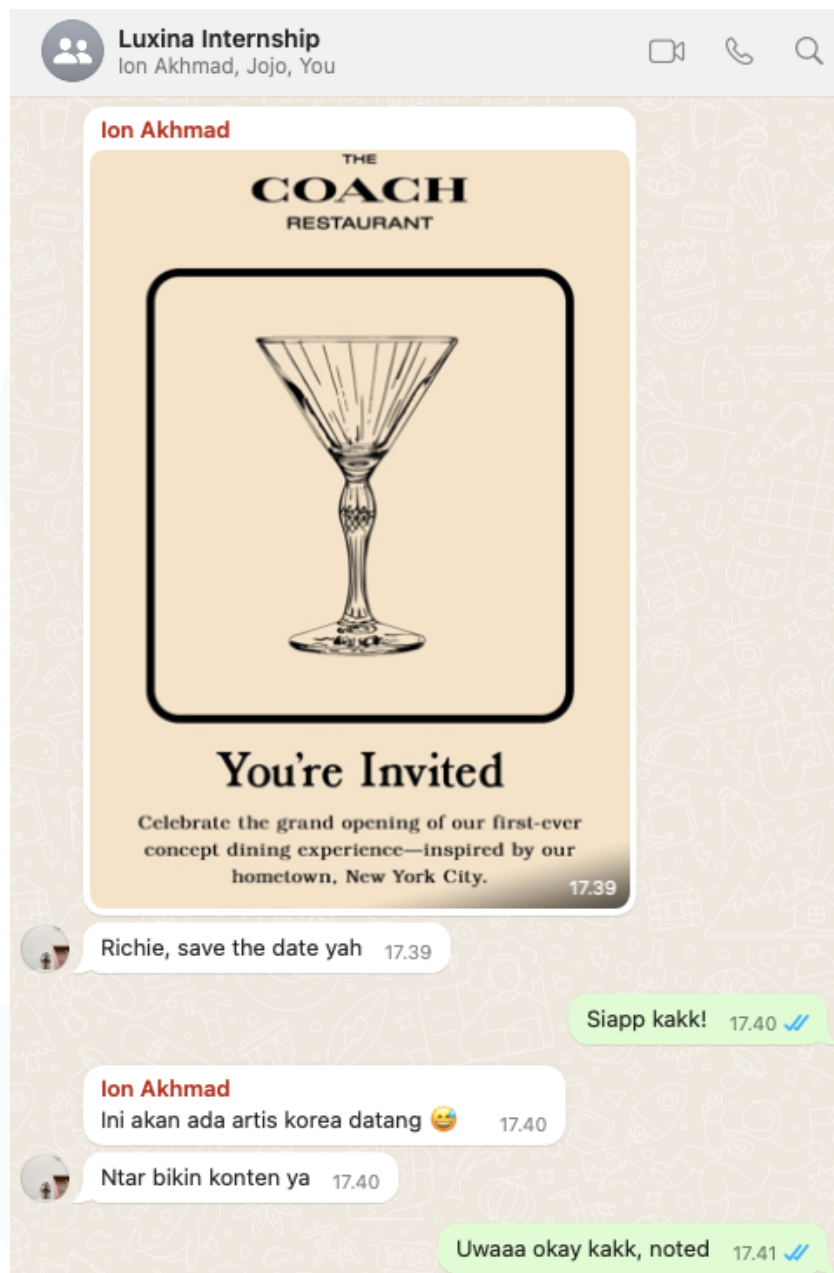 Luxina Internship
Ion Akhmad, Jojo, You
Ion Akhmad
THE
COACH
RESTAURANT
You're Invited
Celebrate the grand opening of our first-ever
concept dining experience—inspired by our
hometown, New York City.
17.39
Richie, save the date yah 17.39
Siapp kakk! 17.40
Ion Akhmad
Ini akan ada artis korea datang 😅 17.40
Ntar bikin konten ya 17.40
Uwaaa okay kakk, noted 17.41